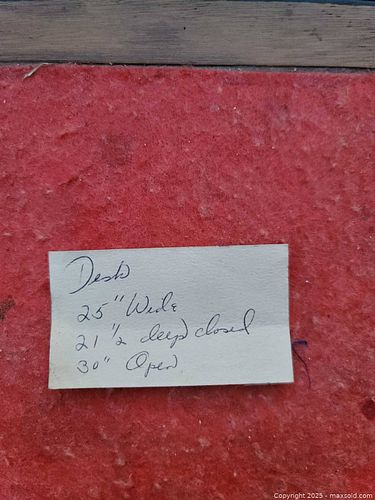 Desk
25" Wide
21 1/2 deep closed
30" Open
Copyright 2025 - maxsold.com